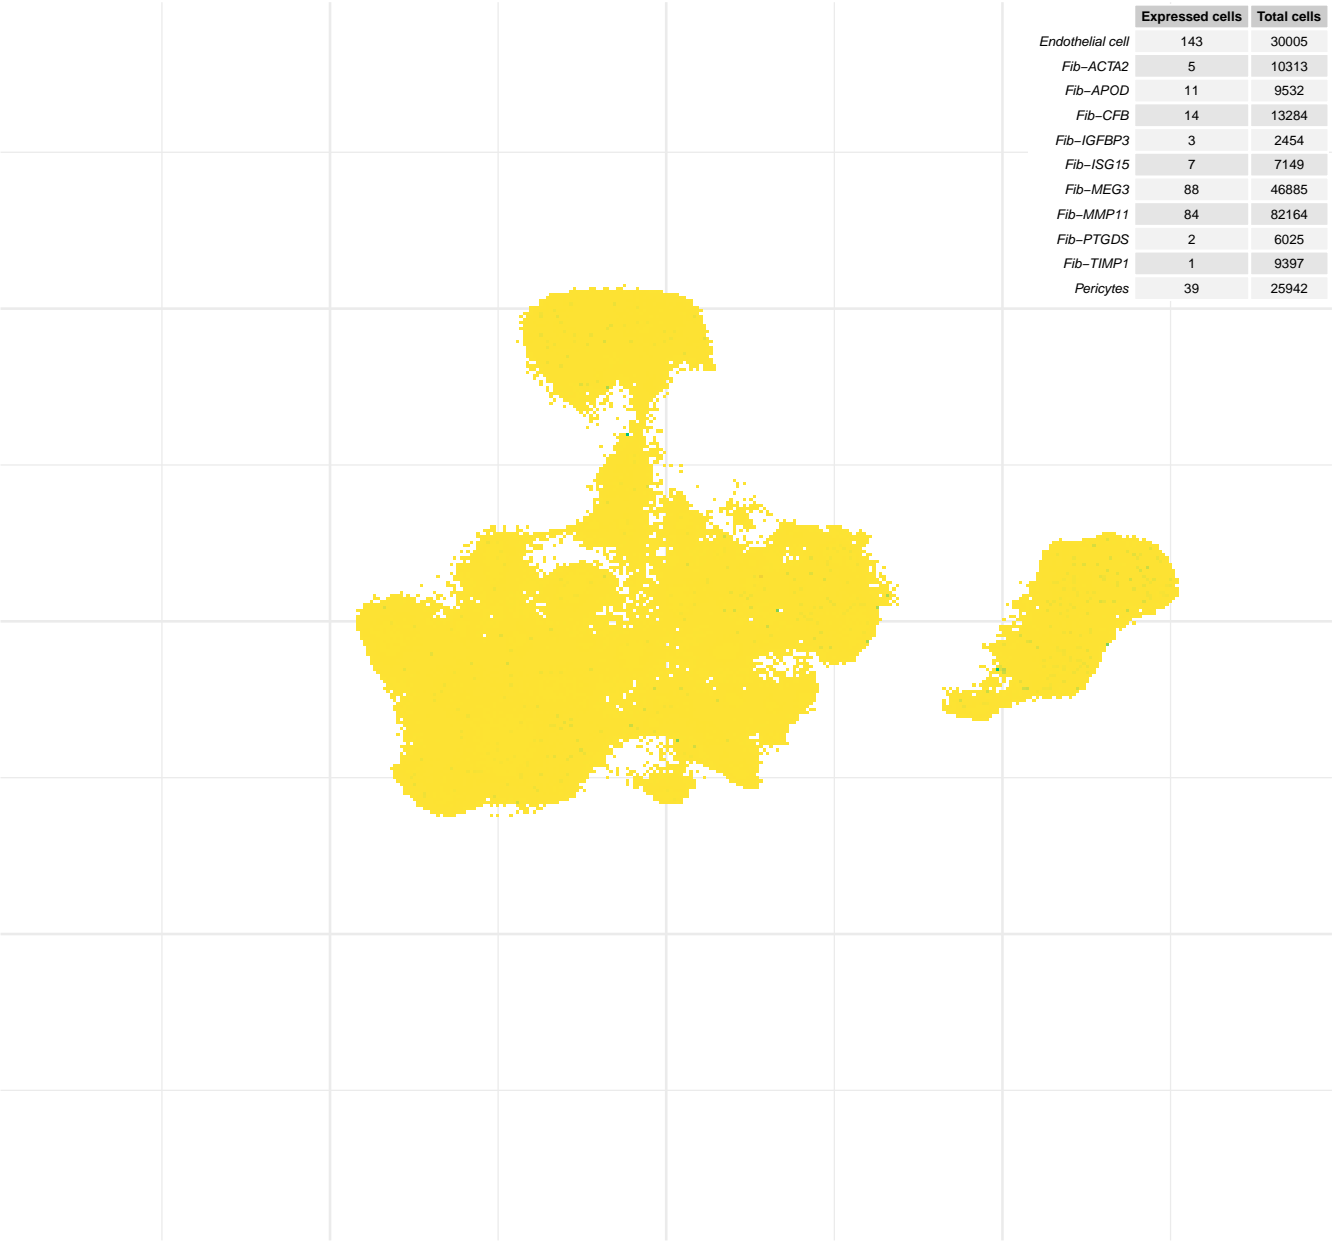 Expressed cells Total cells
Endothelial cell 143 30005
Fib−ACTA2 5 10313
Fib−APOD 11 9532
Fib−CFB 14 13284
Fib−IGFBP3 3 2454
Fib−ISG15 7 7149
Fib−MEG3 88 46885
Fib−MMP11 84 82164
Fib−PTGDS 2 6025
Fib−TIMP1 1 9397
Pericytes 39 25942